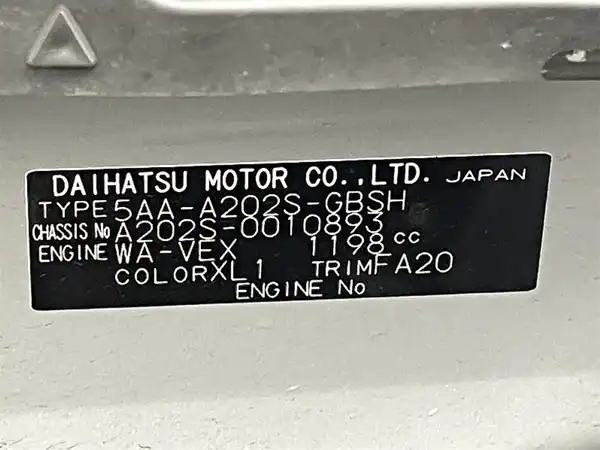 DAIHATSU MOTOR CO.,LTD. JAPAN
TYPE 5AA-A202S-GBSH
CHASSIS No A202S-0010893
ENGINE WA-VEX 1198 cc
COLOR XL1 TRIM FA20
ENGINE No